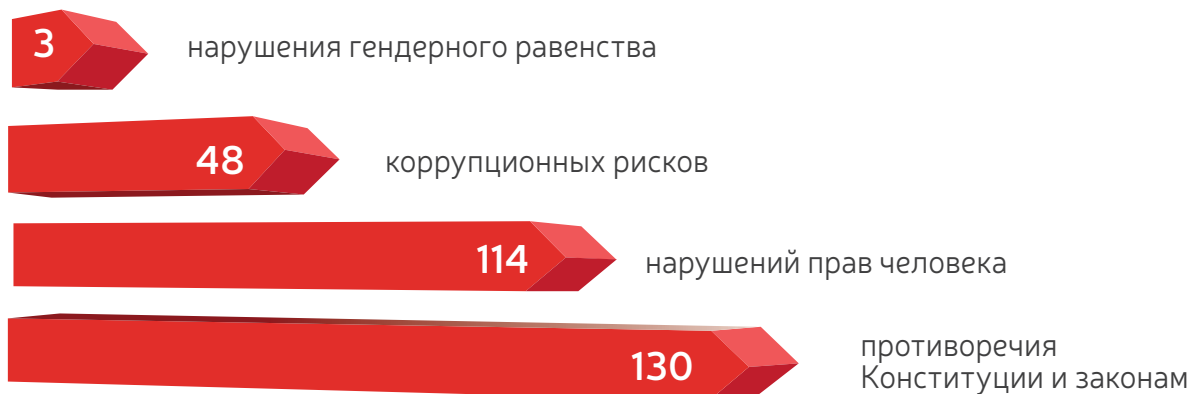 3 нарушения гендерного равенства
48 коррупционных рисков
114 нарушений прав человека
130 противоречия
Конституции и законам